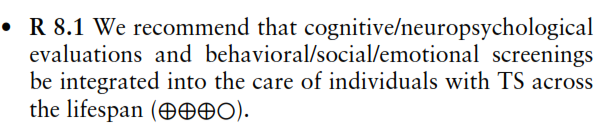 • R 8.1 We recommend that cognitive/neuropsychological
evaluations and behavioral/social/emotional screenings
be integrated into the care of individuals with TS across
the lifespan (⊕⊕⊕○).